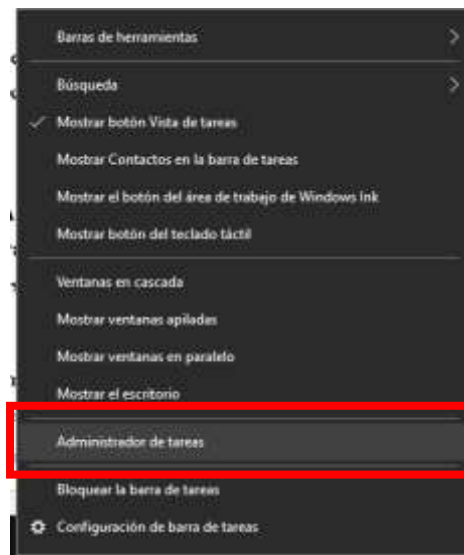 Barras de herramientas
Búsqueda
Mostrar botón Vista de tareas
Mostrar Contactos en la barra de tareas
Mostrar el botón del área de trabajo de Windows Ink
Mostrar botón del teclado táctil
Ventanas en cascada
Mostrar ventanas apiladas
Mostrar ventanas en paralelo
Mostrar el escritorio
Administrador de tareas
Bloquear la barra de tareas
Configuración de barra de tareas